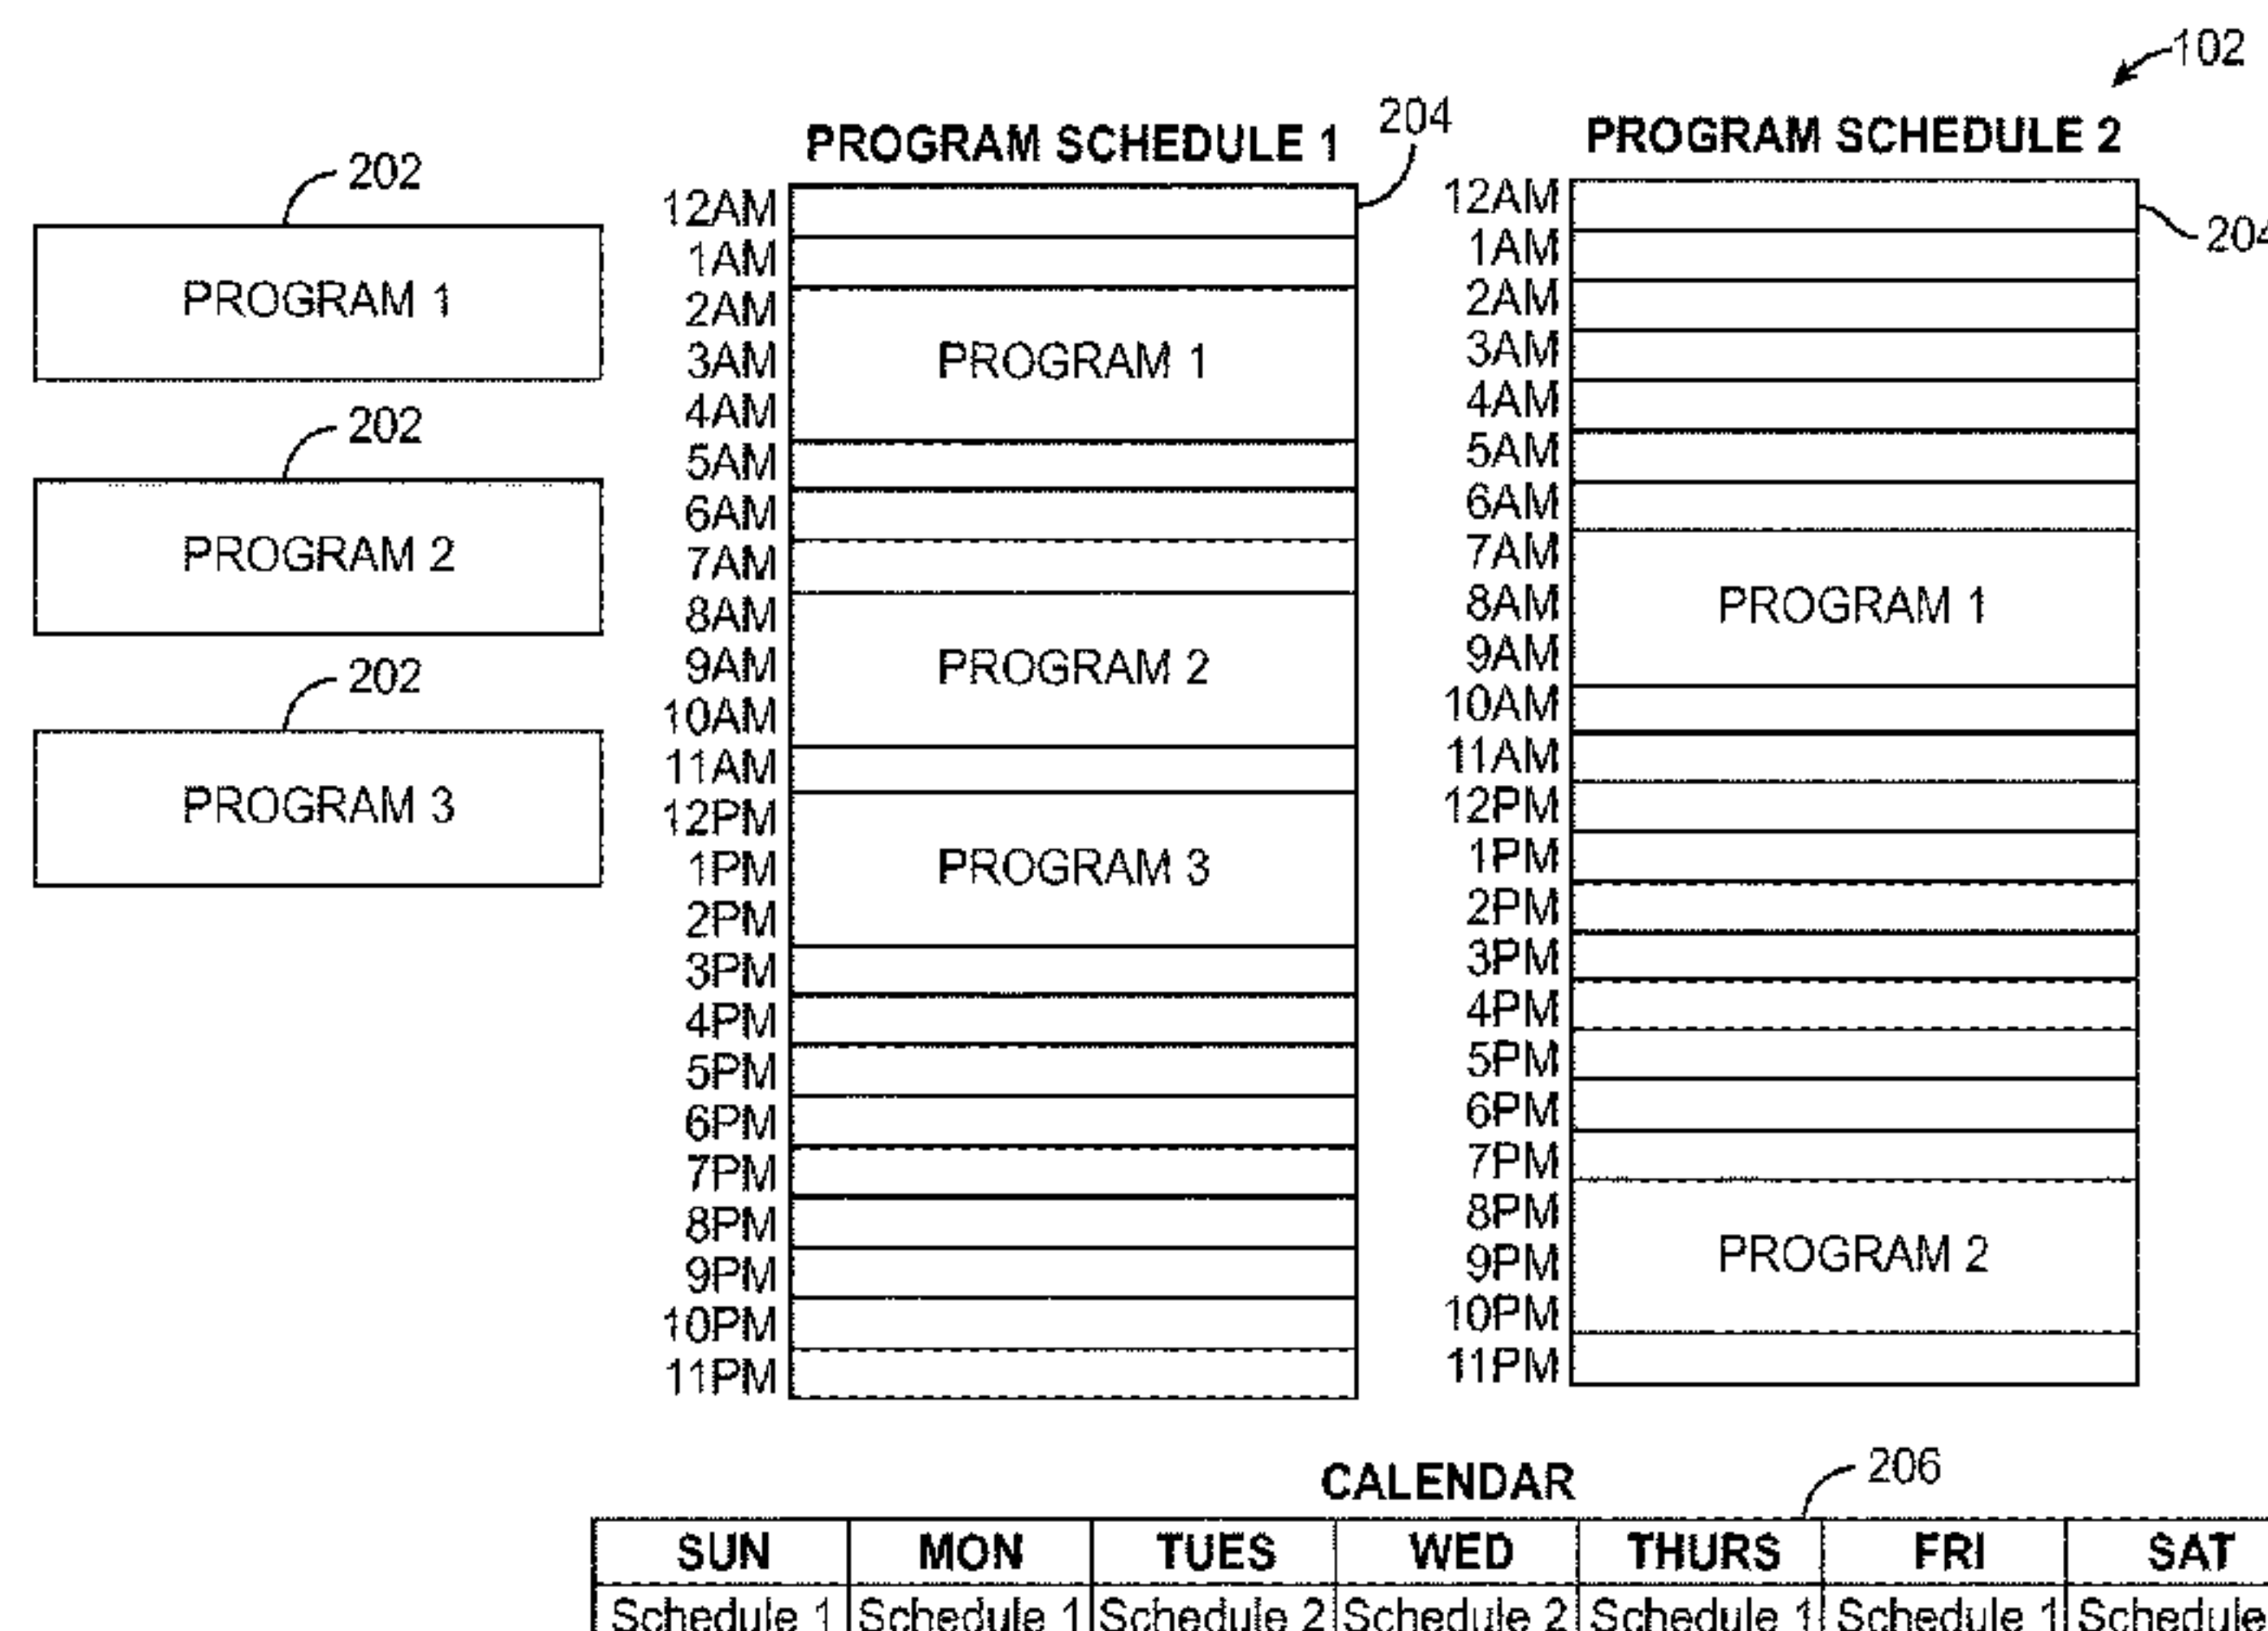 102
PROGRAM SCHEDULE 1
204
PROGRAM SCHEDULE 2
204
202
PROGRAM 1
202
PROGRAM 2
202
PROGRAM 3
12AM
1AM
2AM
3AM
4AM
5AM
6AM
7AM
8AM
9AM
10AM
11AM
12PM
1PM
2PM
3PM
4PM
5PM
6PM
7PM
8PM
9PM
10PM
11PM
PROGRAM 1
PROGRAM 2
PROGRAM 3
12AM
1AM
2AM
3AM
4AM
5AM
6AM
7AM
8AM
9AM
10AM
11AM
12PM
1PM
2PM
3PM
4PM
5PM
6PM
7PM
8PM
9PM
10PM
11PM
PROGRAM 1
PROGRAM 2
CALENDAR
206
SUN MON TUES WED THURS FRI SAT
Schedule 1 Schedule 1 Schedule 2 Schedule 2 Schedule 1 Schedule 1 Schedule